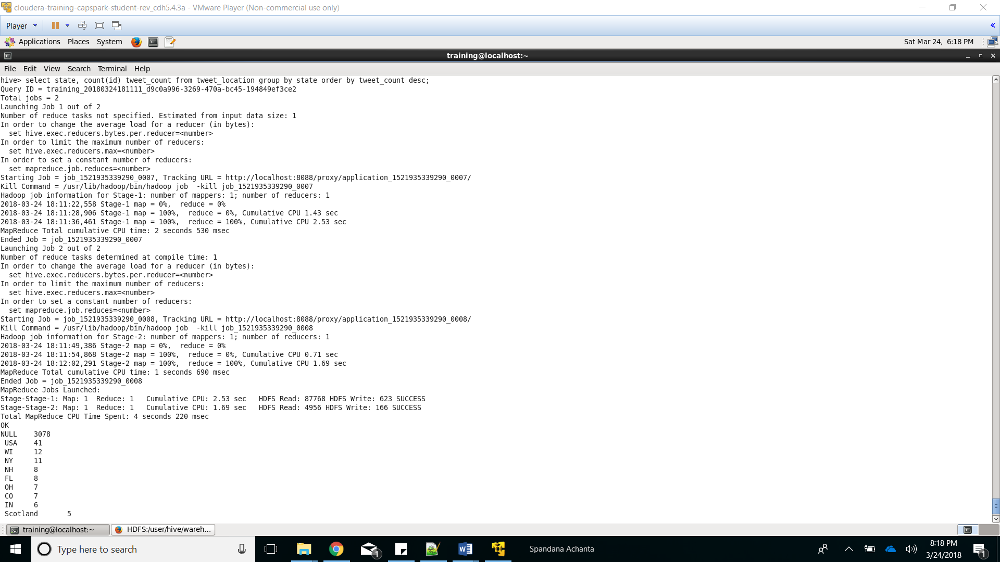 cloudera-training-capspark-student-rev_cdh5.4.3a - VMware Player (Non-commercial use only)
Player
Applications Places System Sat Mar 24, 6:18 PM
training@localhost:~
File Edit View Search Terminal Help
hive> select state, count(id) tweet_count from tweet_location group by state order by tweet_count desc;
Query ID = training_20180324181111_d9c0a996-3269-470a-bc45-194849ef3ce2
Total jobs = 2
Launching Job 1 out of 2
Number of reduce tasks not specified. Estimated from input data size: 1
In order to change the average load for a reducer (in bytes):
  set hive.exec.reducers.bytes.per.reducer=<number>
In order to limit the maximum number of reducers:
  set hive.exec.reducers.max=<number>
In order to set a constant number of reducers:
  set mapreduce.job.reduces=<number>
Starting Job = job_1521935339290_0007, Tracking URL = http://localhost:8088/proxy/application_1521935339290_0007/
Kill Command = /usr/lib/hadoop/bin/hadoop job  -kill job_1521935339290_0007
Hadoop job information for Stage-1: number of mappers: 1; number of reducers: 1
2018-03-24 18:11:22,558 Stage-1 map = 0%,  reduce = 0%
2018-03-24 18:11:28,906 Stage-1 map = 100%,  reduce = 0%, Cumulative CPU 1.43 sec
2018-03-24 18:11:36,461 Stage-1 map = 100%,  reduce = 100%, Cumulative CPU 2.53 sec
MapReduce Total cumulative CPU time: 2 seconds 530 msec
Ended Job = job_1521935339290_0007
Launching Job 2 out of 2
Number of reduce tasks determined at compile time: 1
In order to change the average load for a reducer (in bytes):
  set hive.exec.reducers.bytes.per.reducer=<number>
In order to limit the maximum number of reducers:
  set hive.exec.reducers.max=<number>
In order to set a constant number of reducers:
  set mapreduce.job.reduces=<number>
Starting Job = job_1521935339290_0008, Tracking URL = http://localhost:8088/proxy/application_1521935339290_0008/
Kill Command = /usr/lib/hadoop/bin/hadoop job  -kill job_1521935339290_0008
Hadoop job information for Stage-2: number of mappers: 1; number of reducers: 1
2018-03-24 18:11:49,386 Stage-2 map = 0%,  reduce = 0%
2018-03-24 18:11:54,868 Stage-2 map = 100%,  reduce = 0%, Cumulative CPU 0.71 sec
2018-03-24 18:12:02,291 Stage-2 map = 100%,  reduce = 100%, Cumulative CPU 1.69 sec
MapReduce Total cumulative CPU time: 1 seconds 690 msec
Ended Job = job_1521935339290_0008
MapReduce Jobs Launched:
Stage-Stage-1: Map: 1  Reduce: 1   Cumulative CPU: 2.53 sec   HDFS Read: 87768 HDFS Write: 623 SUCCESS
Stage-Stage-2: Map: 1  Reduce: 1   Cumulative CPU: 1.69 sec   HDFS Read: 4956 HDFS Write: 166 SUCCESS
Total MapReduce CPU Time Spent: 4 seconds 220 msec
OK
NULL    3078
 USA    41
 WI     12
 NY     11
 NH     8
 FL     8
 OH     7
 CO     7
 IN     6
 Scotland       5
training@localhost:~ HDFS:/user/hive/wareh...
Type here to search 1 Spandana Achanta 8:18 PM 1
3/24/2018